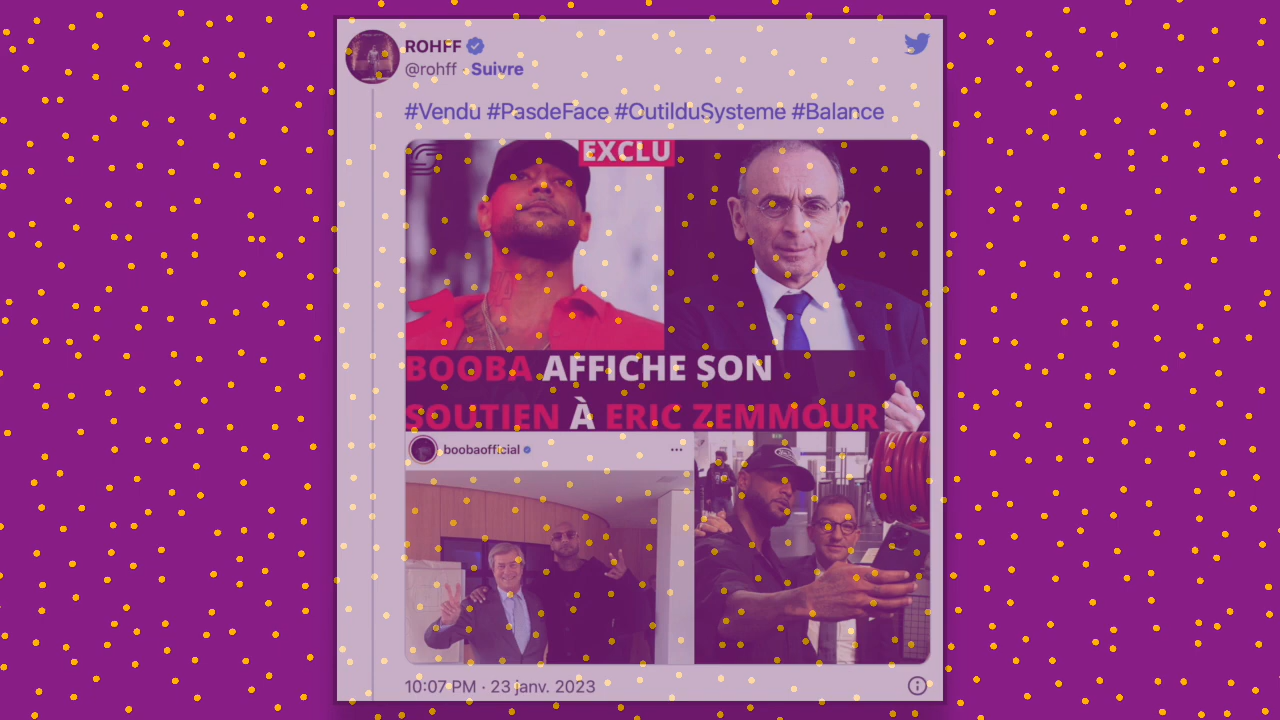 ROHFF
@rohff · Suivre
#Vendu #PasdeFace #OutilduSysteme #Balance
EXCLU
BOOBA AFFICHE SON
SOUTIEN À ERIC ZEMMOUR
boobaofficial
10:07 PM · 23 janv. 2023